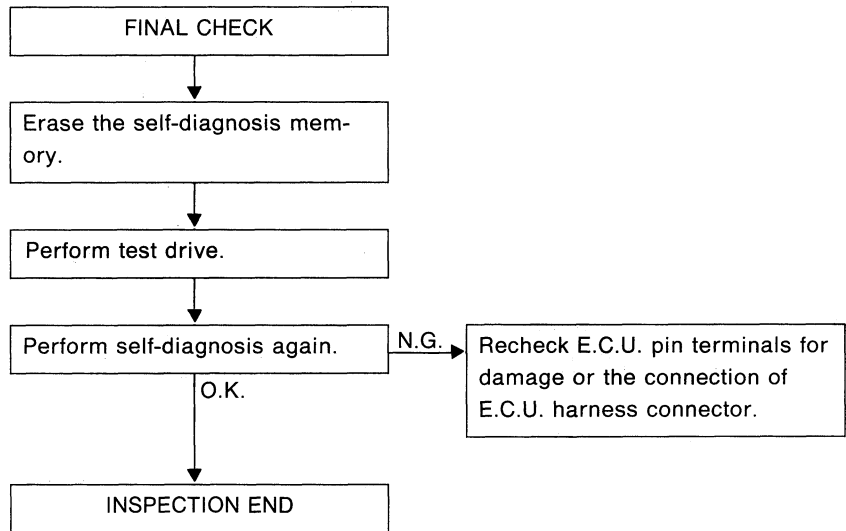 FINAL CHECK
Erase the self-diagnosis mem-
ory.
Perform test drive.
Perform self-diagnosis again.
N.G.
Recheck E.C.U. pin terminals for
damage or the connection of
E.C.U. harness connector.
O.K.
INSPECTION END